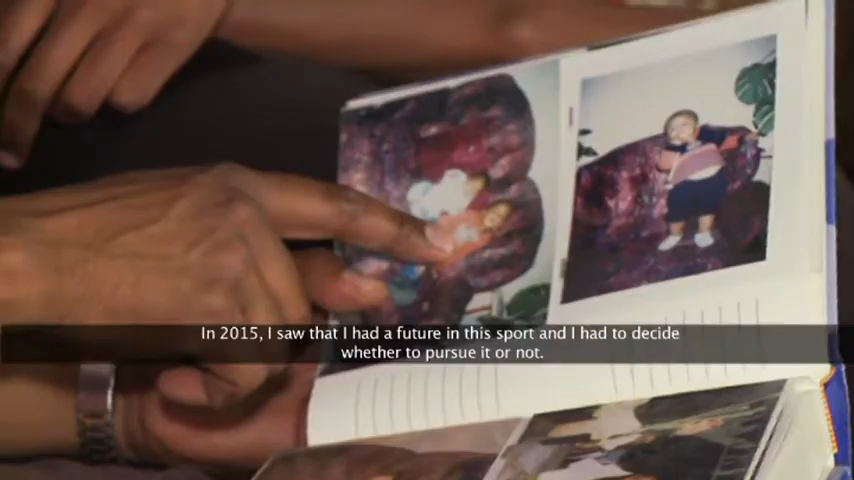 In 2015, I saw that I had a future in this sport and I had to decide
whether to pursue it or not.